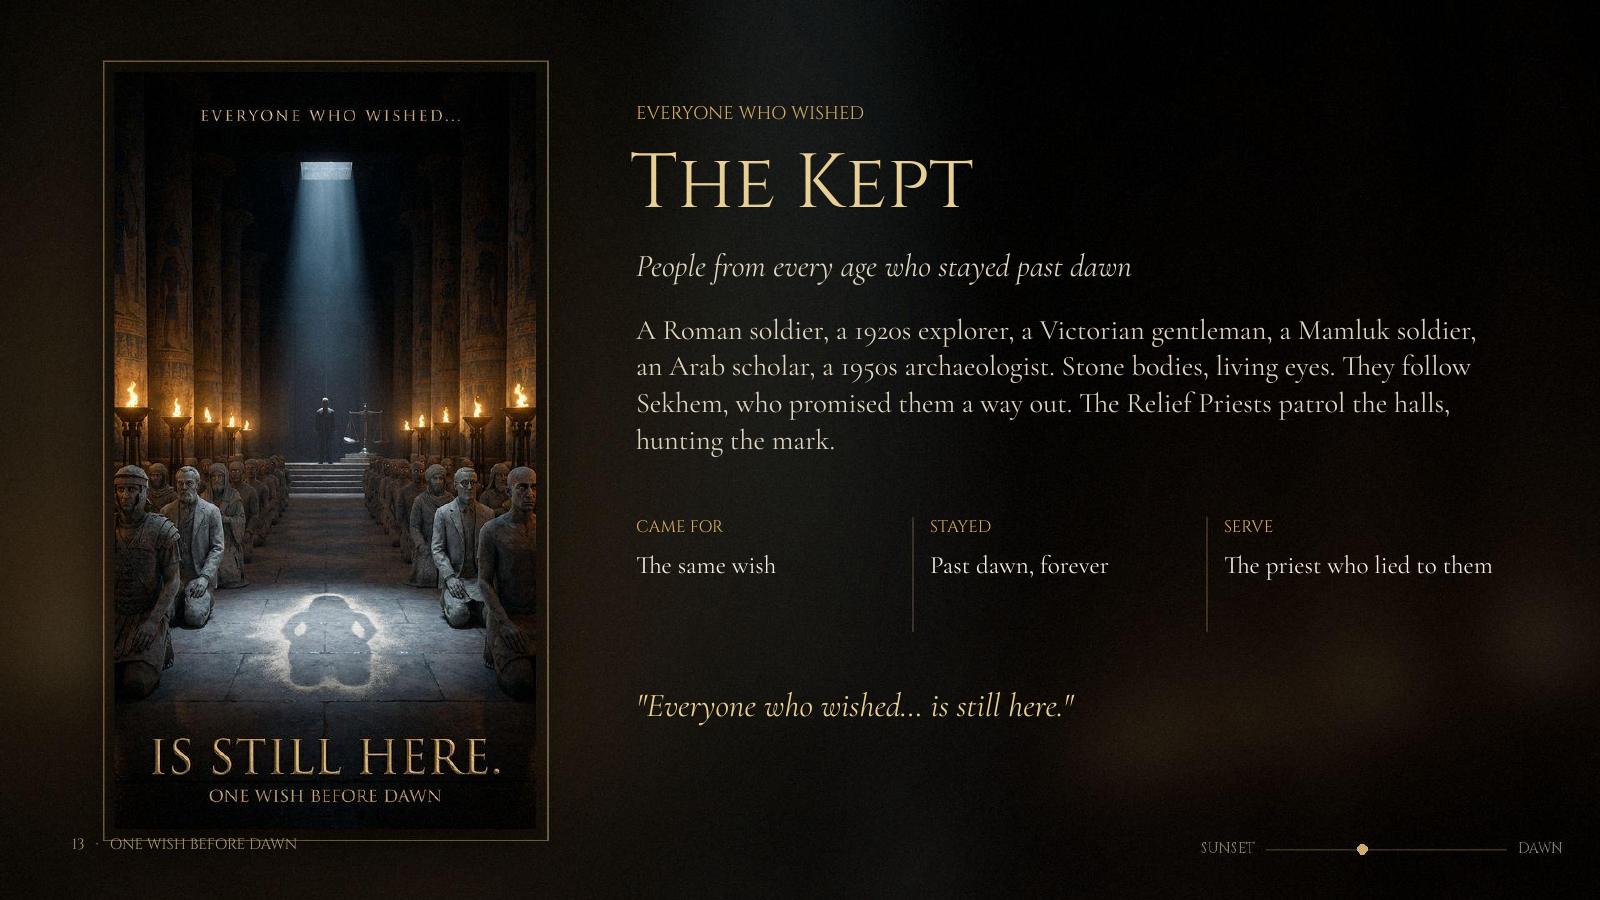 EVERYONE WHO WISHED...
IS STILL HERE.
ONE WISH BEFORE DAWN
EVERYONE WHO WISHED
THE KEPT
People from every age who stayed past dawn
A Roman soldier, a 1920s explorer, a Victorian gentleman, a Mamluk soldier,
an Arab scholar, a 1950s archaeologist. Stone bodies, living eyes. They follow
Sekhem, who promised them a way out. The Relief Priests patrol the halls,
hunting the mark.
CAME FOR
The same wish
STAYED
Past dawn, forever
SERVE
The priest who lied to them
"Everyone who wished... is still here."
13 · ONE WISH BEFORE DAWN
SUNSET DAWN